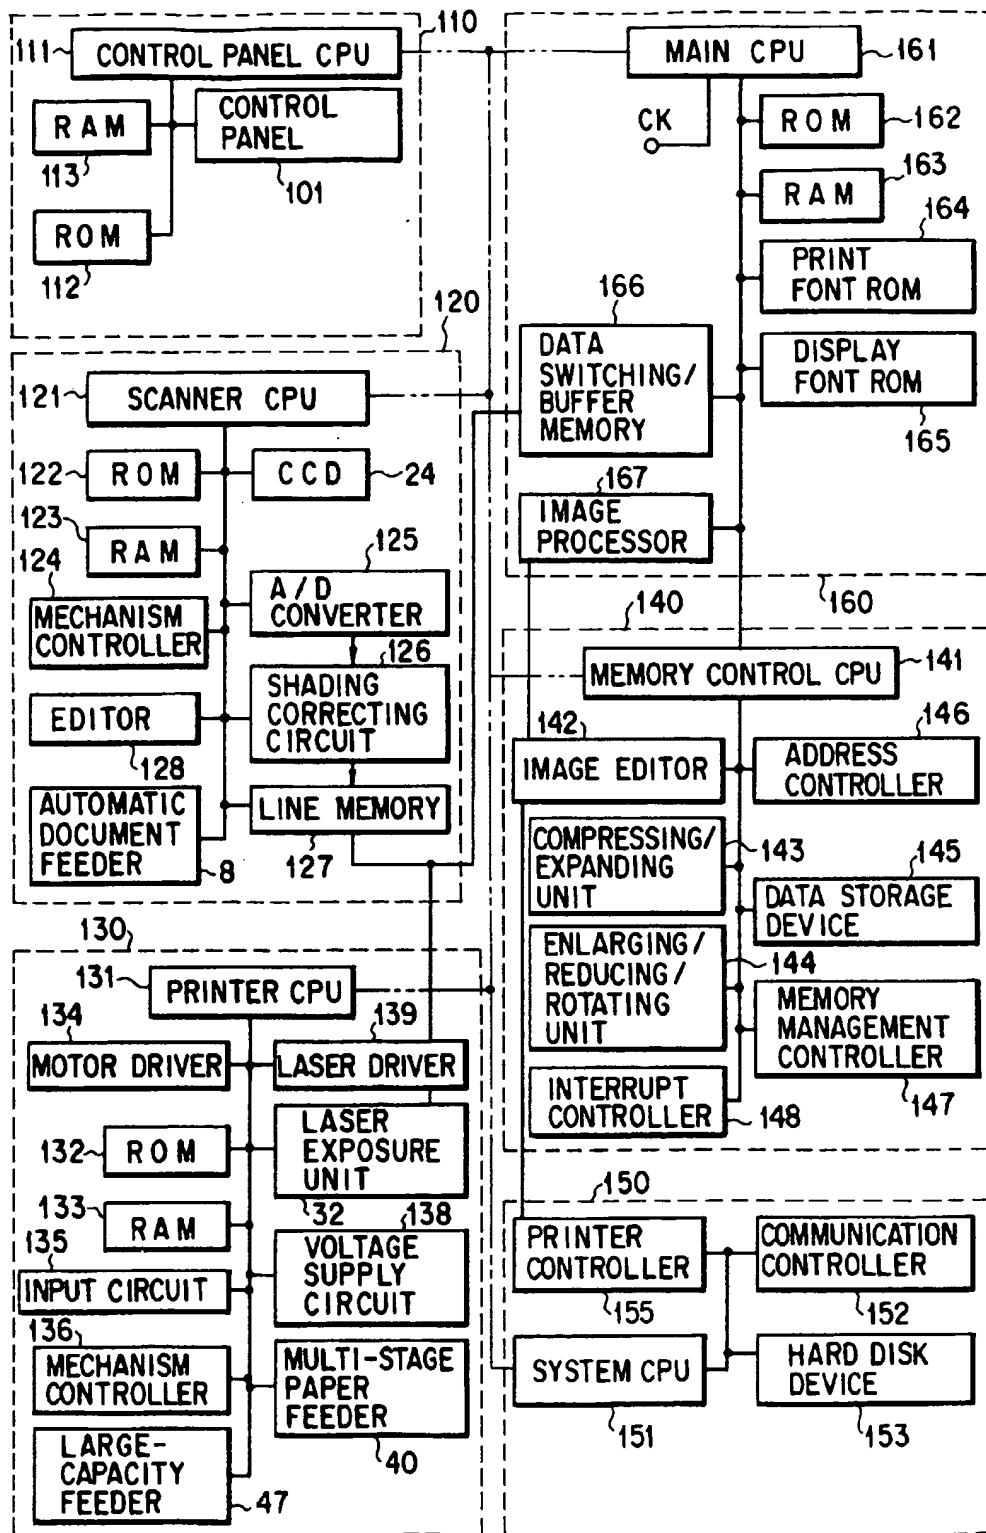 110
111
CONTROL PANEL CPU
RAM
113
CONTROL
PANEL
101
ROM
112
MAIN CPU
161
CK
ROM
162
RAM
163
164
PRINT
FONT ROM
DISPLAY
FONT ROM
165
166
DATA
SWITCHING/
BUFFER
MEMORY
167
IMAGE
PROCESSOR
160
120
121
SCANNER CPU
122
ROM
CCD
24
123
RAM
124
MECHANISM
CONTROLLER
125
A/D
CONVERTER
126
SHADING
CORRECTING
CIRCUIT
EDITOR
128
AUTOMATIC
DOCUMENT
FEEDER
8
LINE MEMORY
127
140
MEMORY CONTROL CPU
141
142
IMAGE EDITOR
146
ADDRESS
CONTROLLER
COMPRESSING/
EXPANDING
UNIT
143
145
DATA STORAGE
DEVICE
ENLARGING/
REDUCING/
ROTATING
UNIT
144
MEMORY
MANAGEMENT
CONTROLLER
147
INTERRUPT
CONTROLLER
148
130
131
PRINTER CPU
134
MOTOR DRIVER
139
LASER DRIVER
132
ROM
LASER
EXPOSURE
UNIT
32
133
RAM
138
VOLTAGE
SUPPLY
CIRCUIT
135
INPUT CIRCUIT
136
MECHANISM
CONTROLLER
MULTI-STAGE
PAPER
FEEDER
40
LARGE-
CAPACITY
FEEDER
47
150
PRINTER
CONTROLLER
155
COMMUNICATION
CONTROLLER
152
SYSTEM CPU
151
HARD DISK
DEVICE
153